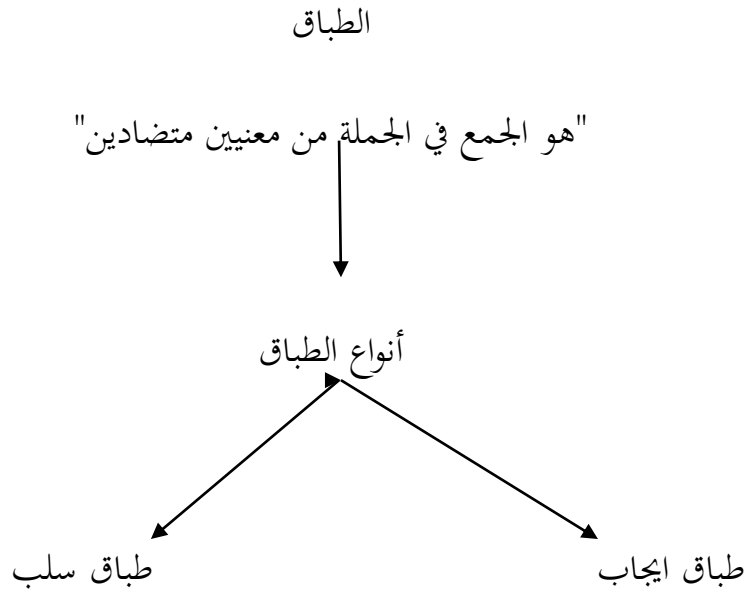 الطباق
"هو الجمع في الجملة من معنيين متضادين"
أنواع الطباق
طباق ايجاب
طباق سلب